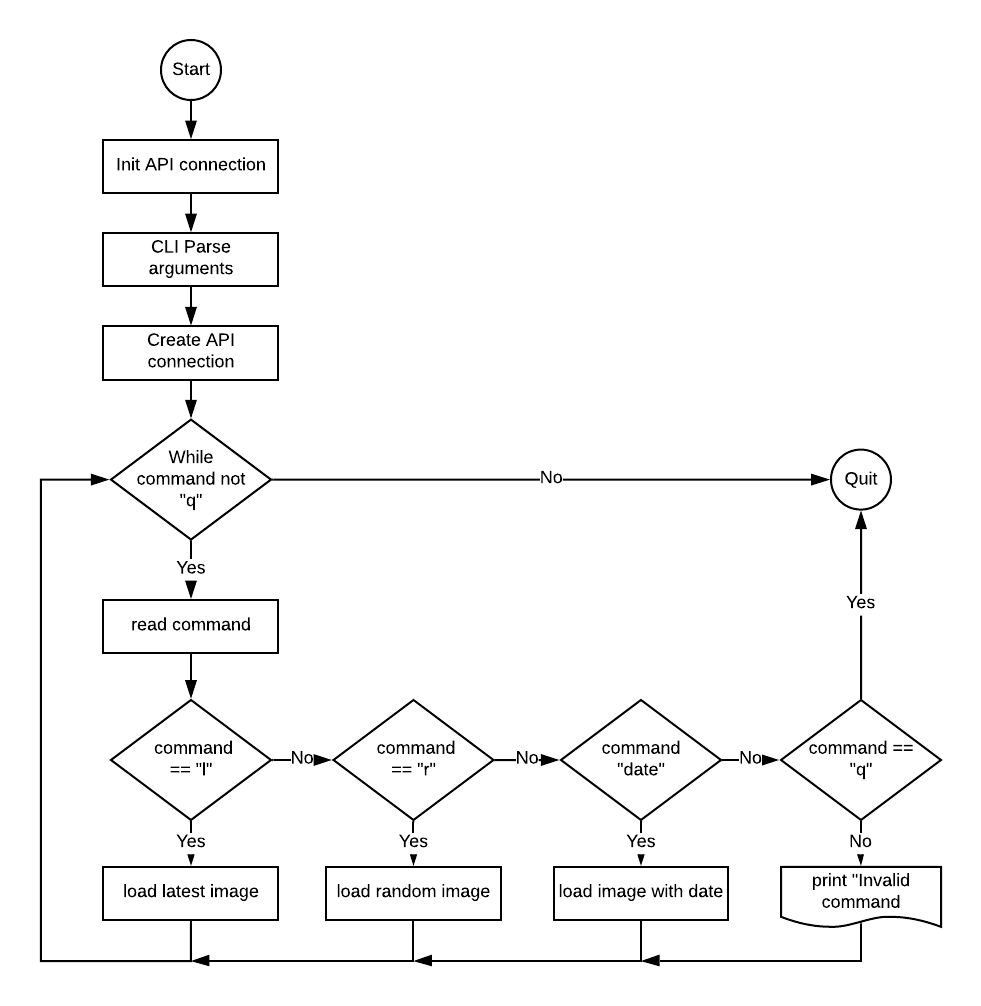 Start
Init API connection
CLI Parse
arguments
Create API
connection
While
command not
"q"
No
Quit
Yes
Yes
read command
command
== "l"
No
command
== "r"
No
command
"date"
No
command ==
"q"
Yes
Yes
Yes
No
load latest image
load random image
load image with date
print "Invalid
command